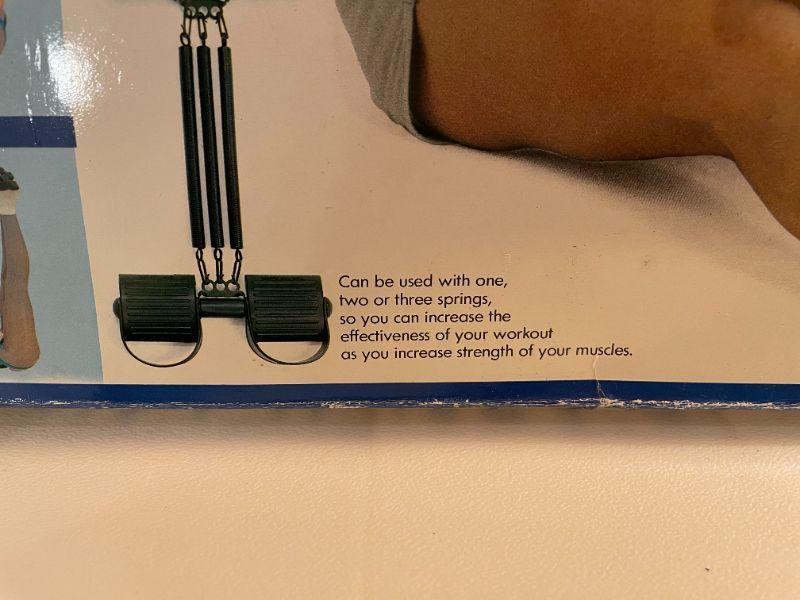 Can be used with one,
two or three springs,
so you can increase the
effectiveness of your workout
as you increase strength of your muscles.